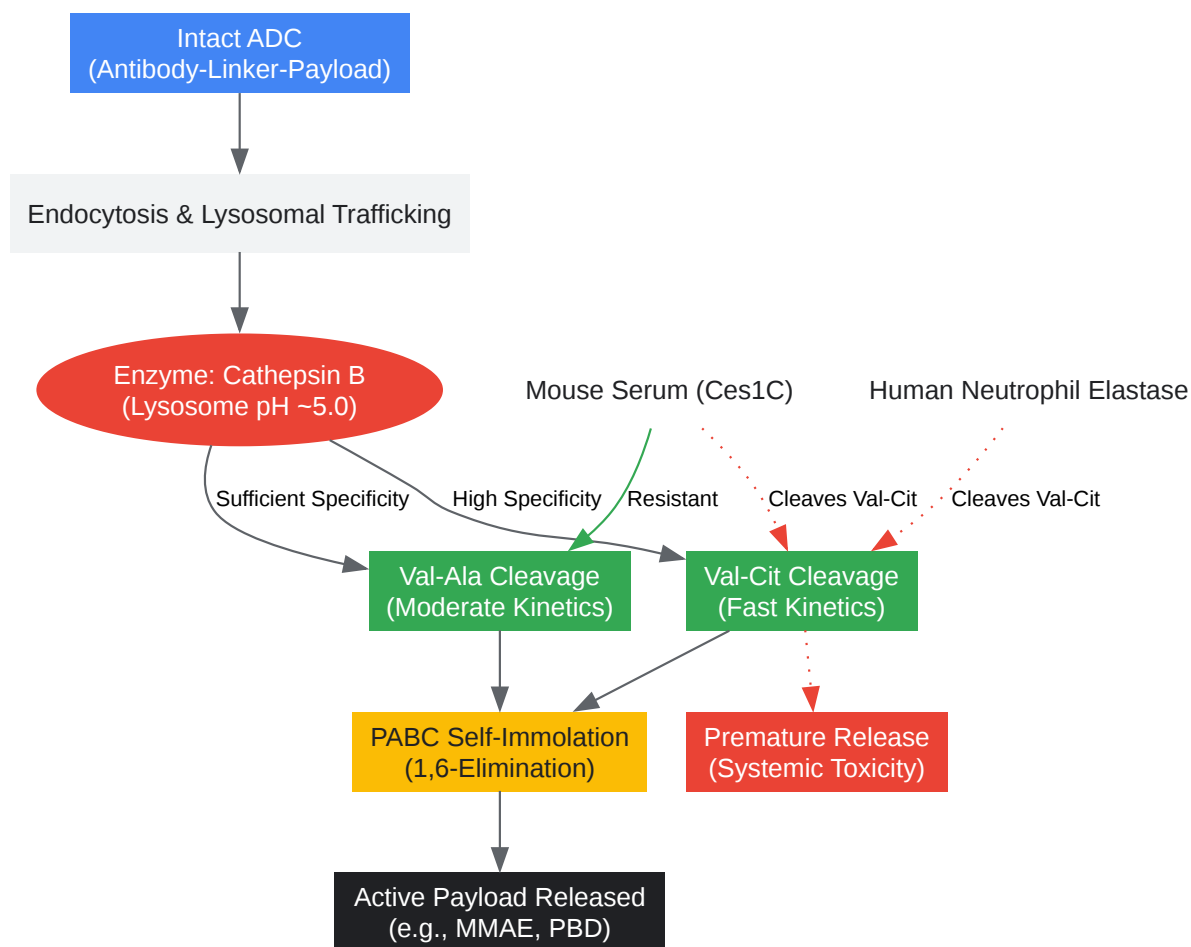 Intact ADC
(Antibody-Linker-Payload)
Endocytosis & Lysosomal Trafficking
Enzyme: Cathepsin B
(Lysosome pH ~5.0)
Mouse Serum (Ces1C)
Human Neutrophil Elastase
Sufficient Specificity
High Specificity
Resistant
Cleaves Val-Cit
Cleaves Val-Cit
Val-Ala Cleavage
(Moderate Kinetics)
Val-Cit Cleavage
(Fast Kinetics)
PABC Self-Immolation
(1,6-Elimination)
Premature Release
(Systemic Toxicity)
Active Payload Released
(e.g., MMAE, PBD)